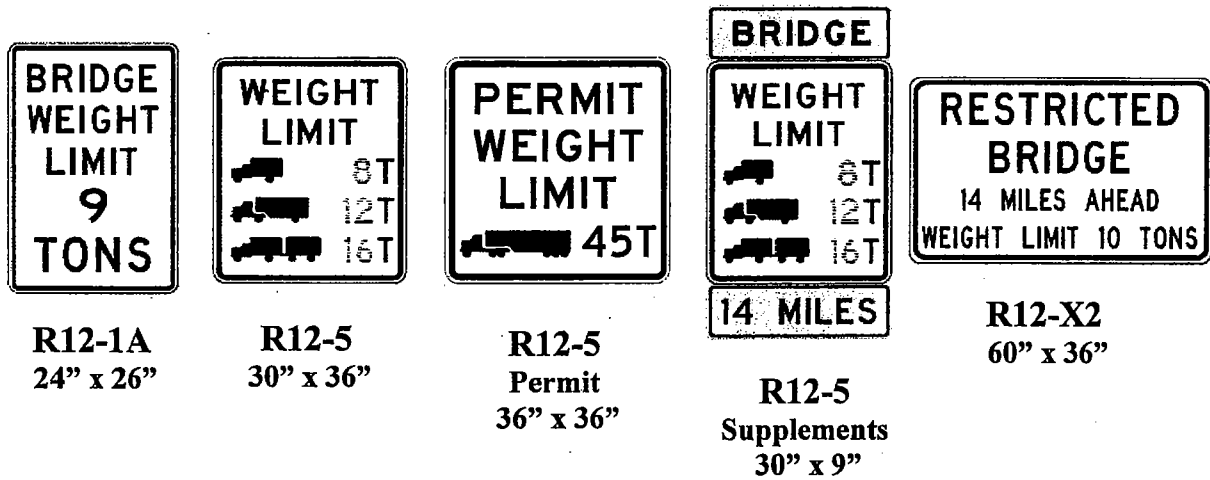 BRIDGE
WEIGHT
LIMIT
9
TONS
R12-1A
24” x 26”
WEIGHT
LIMIT
8T
12T
16T
R12-5
30” x 36”
PERMIT
WEIGHT
LIMIT
45T
R12-5
Permit
36” x 36”
BRIDGE
WEIGHT
LIMIT
8T
12T
16T
14 MILES
R12-5
Supplements
30” x 9”
RESTRICTED
BRIDGE
14 MILES AHEAD
WEIGHT LIMIT 10 TONS
R12-X2
60” x 36”